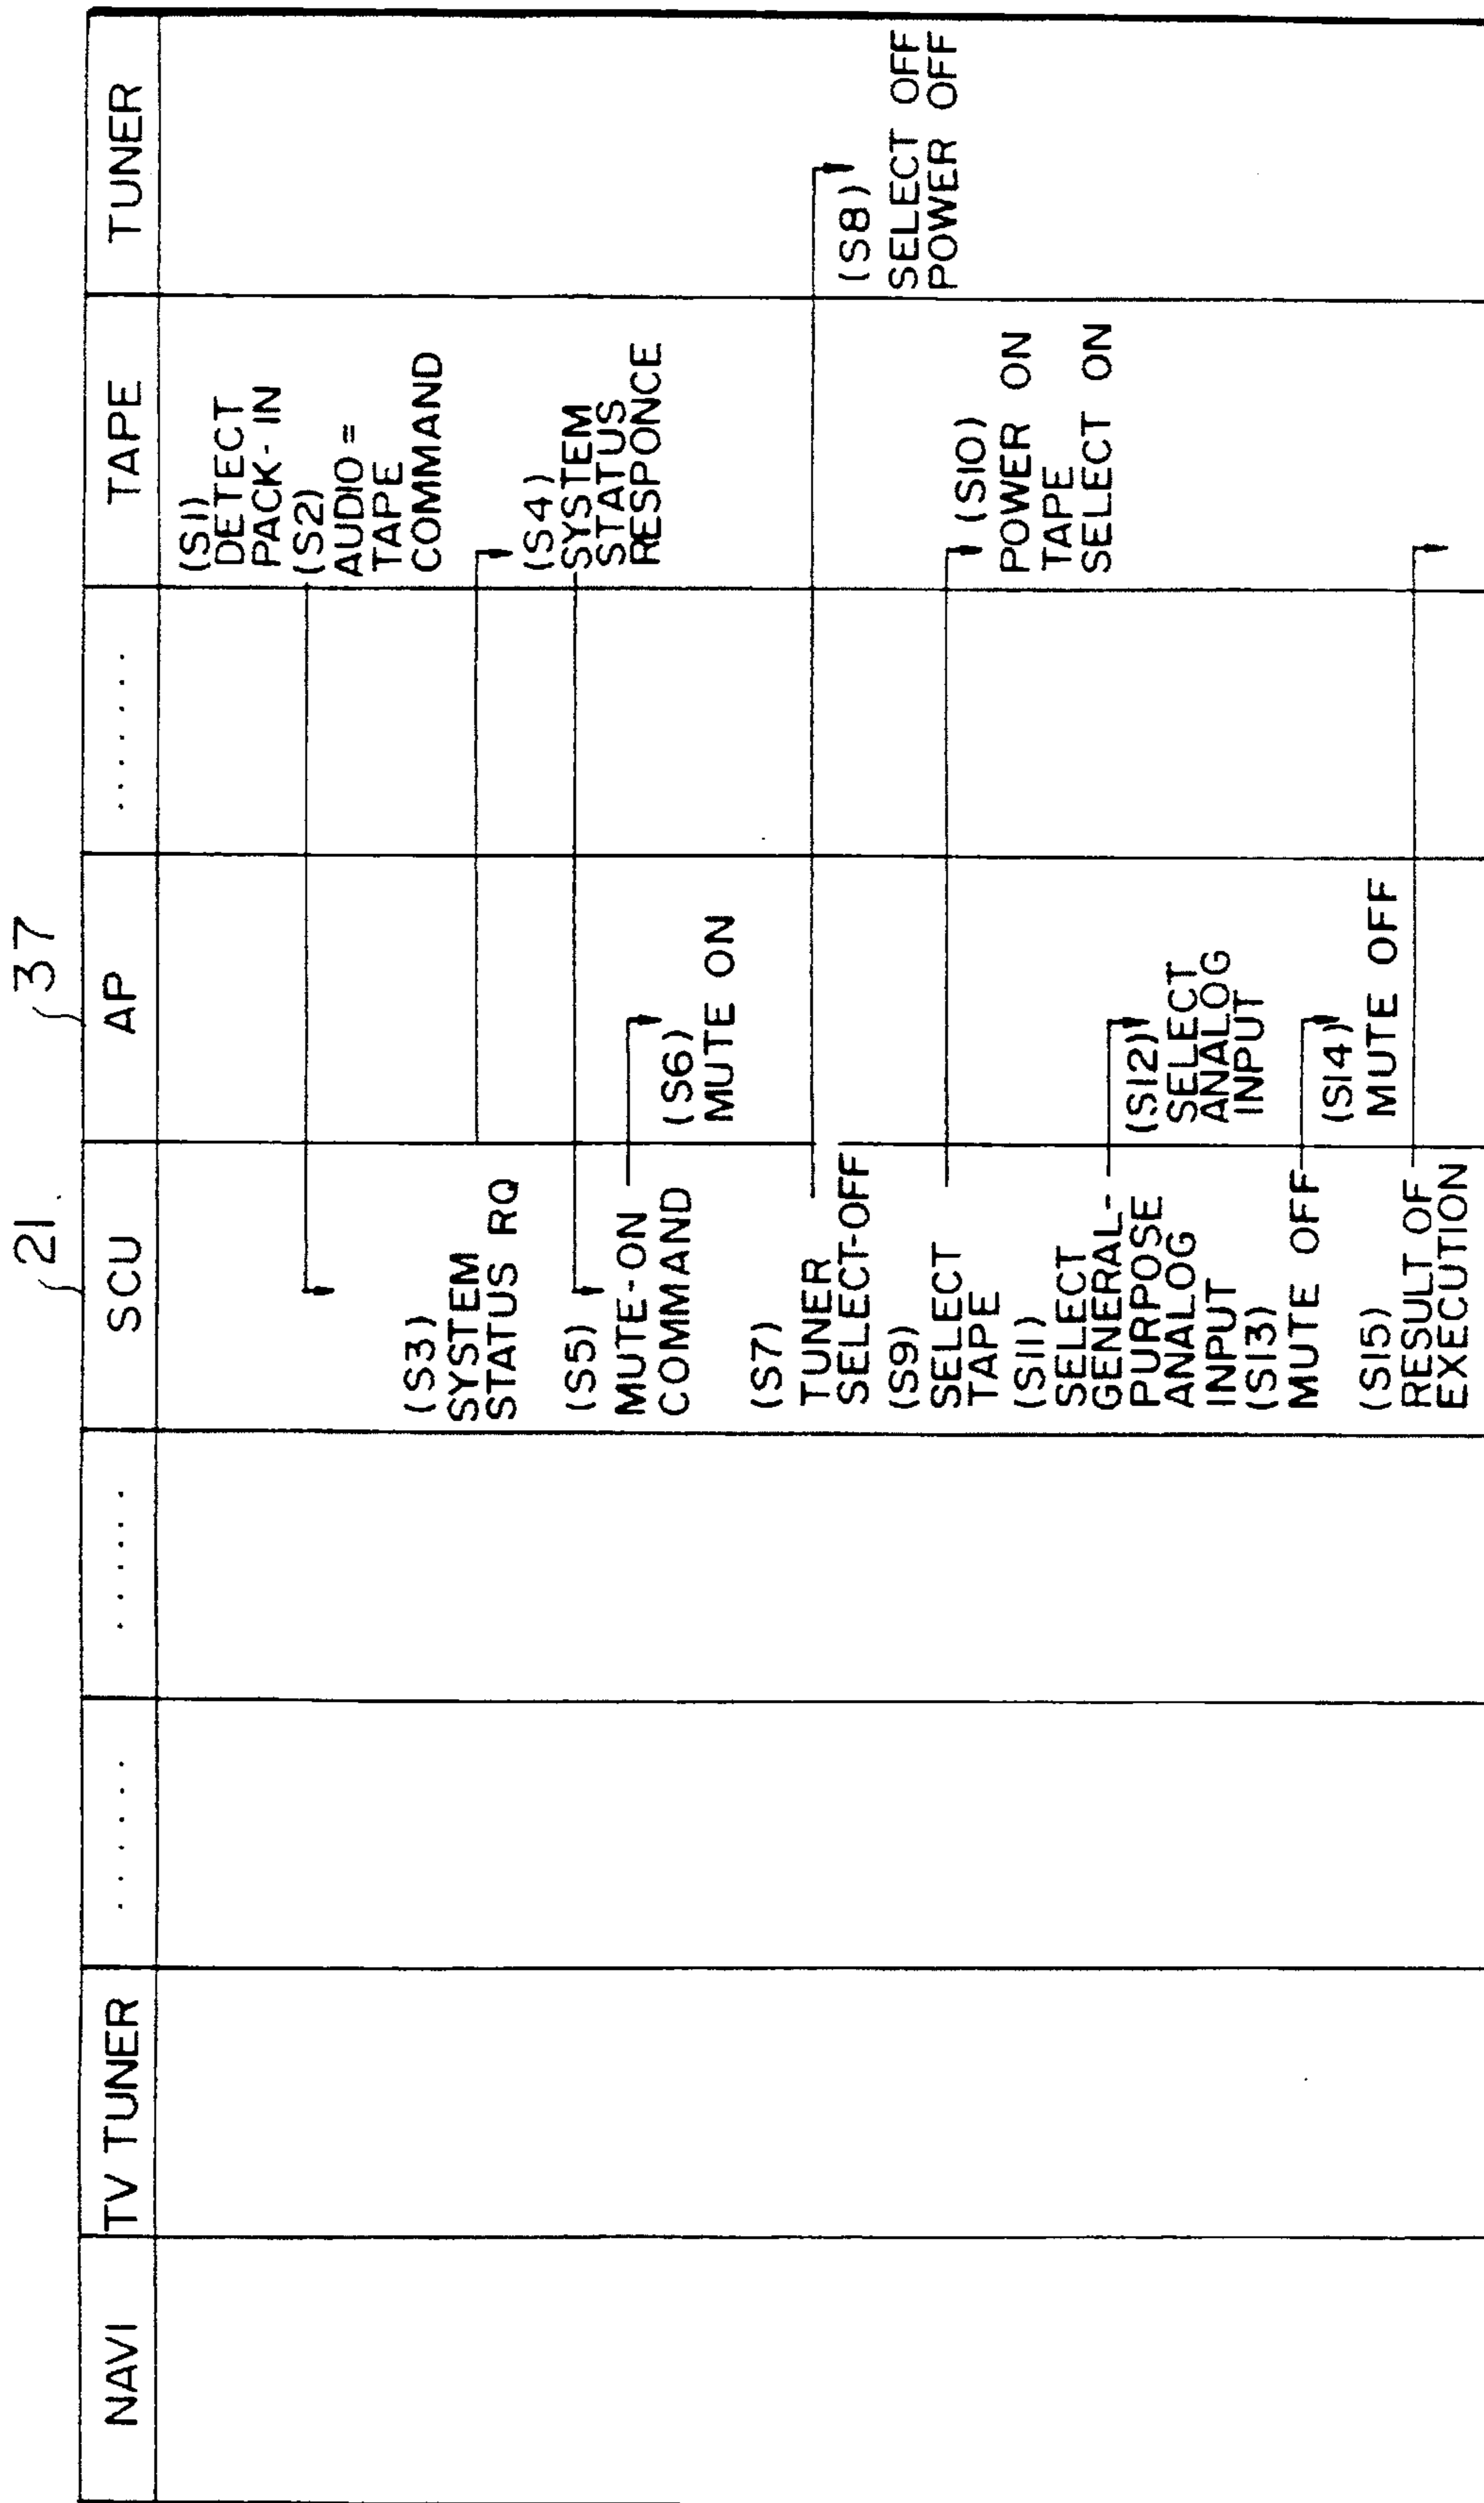 21
37
NAVI
TV TUNER
......
.....
SCU
AP
......
TAPE
TUNER
(S1)
DETECT
PACK-IN
(S2)
AUDIO=
TAPE
COMMAND
(S3)
SYSTEM
STATUS RQ
(S4)
SYSTEM
STATUS
RESPONCE
(S5)
MUTE-ON
COMMAND
(S6)
MUTE ON
(S7)
TUNER
SELECT-OFF
(S8)
SELECT OFF
POWER OFF
(S9)
SELECT
TAPE
(S10)
POWER ON
TAPE
SELECT ON
(S11)
SELECT
GENERAL-
PURPOSE
ANALOG
INPUT
(S12)
SELECT
ANALOG
INPUT
(S13)
MUTE OFF
(S14)
MUTE OFF
(S15)
RESULT OF
EXECUTION